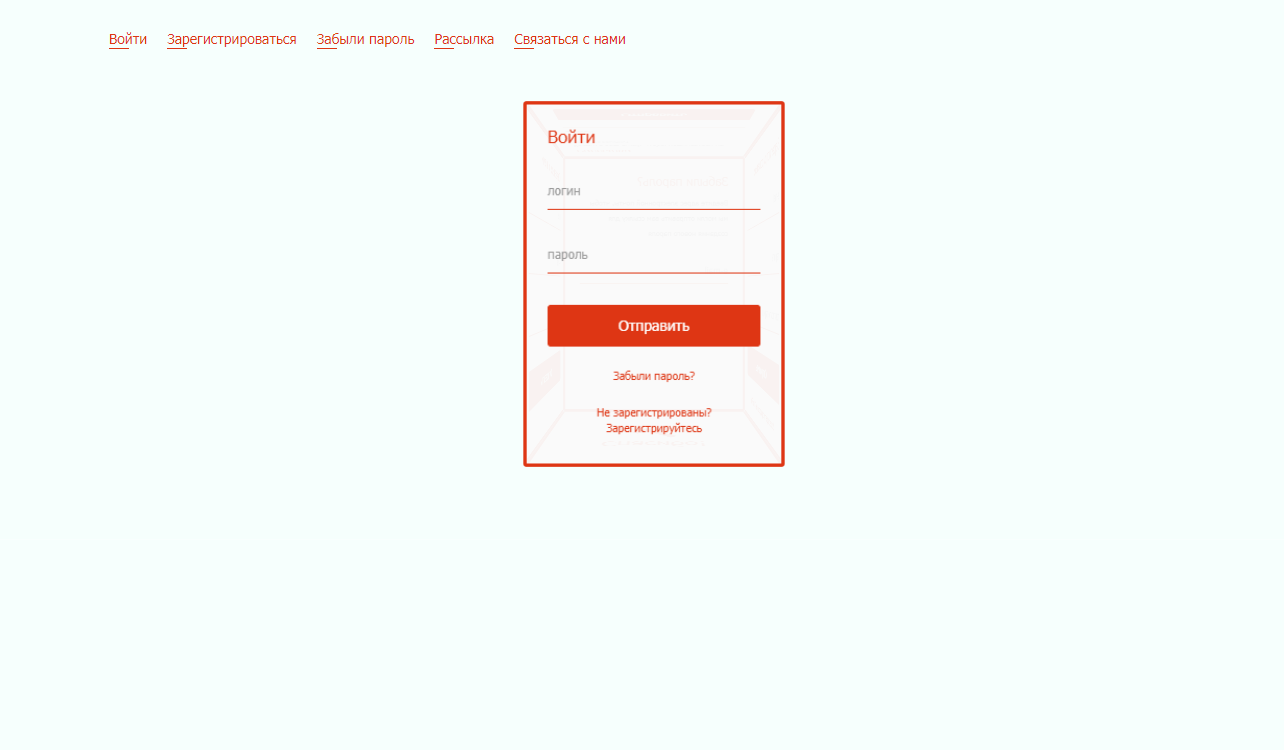 Войти Зарегистрироваться Забыли пароль Рассылка Связаться с нами
Войти
логин
пароль
Отправить
Забыли пароль?
Не зарегистрированы?
Зарегистрируйтесь